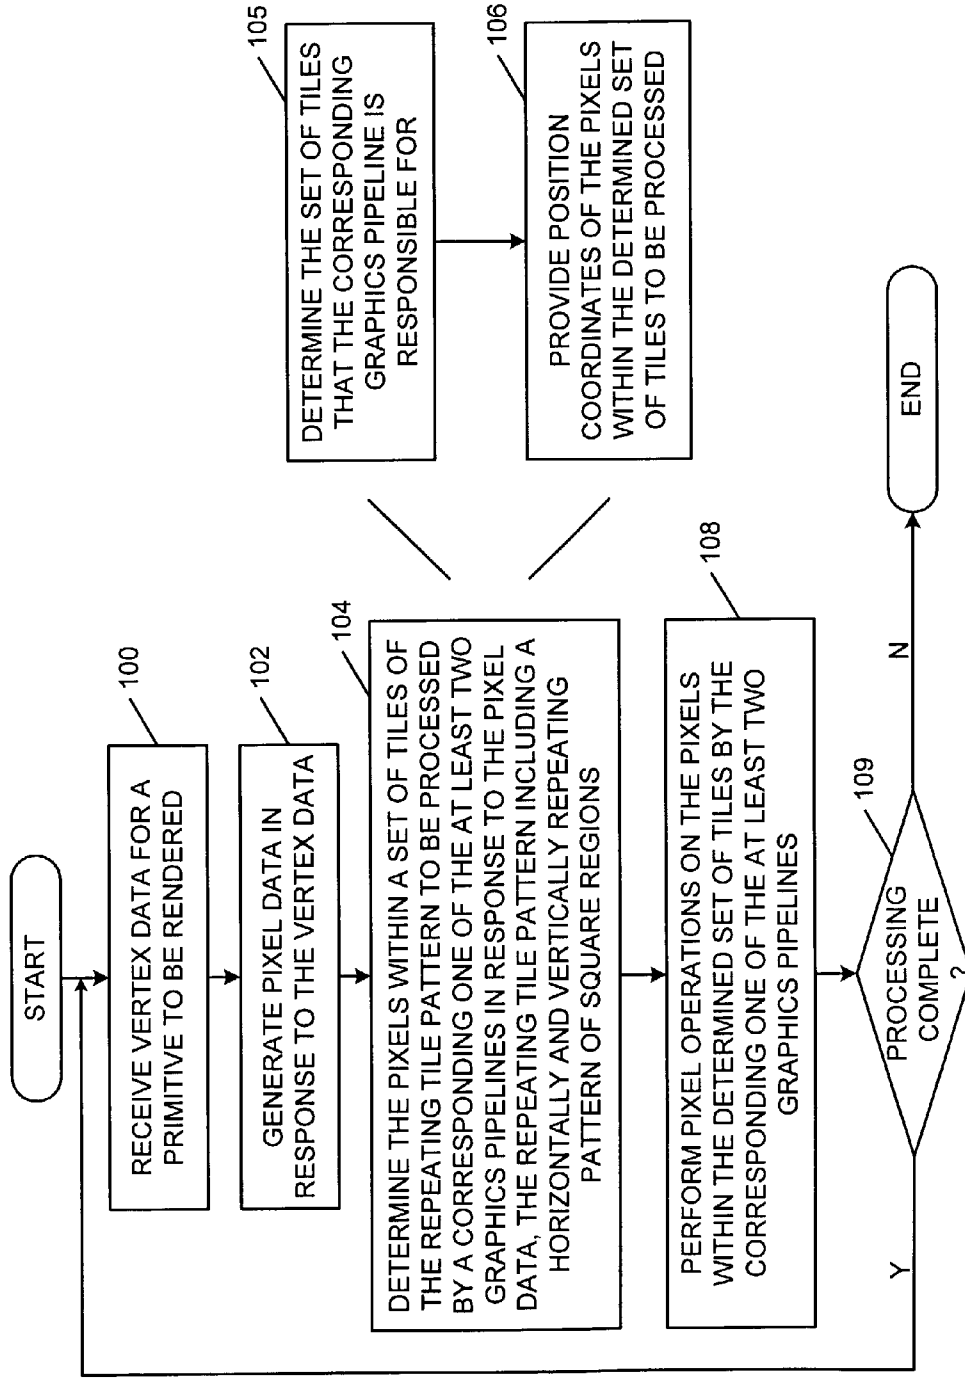 START
100
RECEIVE VERTEX DATA FOR A
PRIMITIVE TO BE RENDERED
102
GENERATE PIXEL DATA IN
RESPONSE TO THE VERTEX DATA
104
DETERMINE THE PIXELS WITHIN A SET OF TILES OF
THE REPEATING TILE PATTERN TO BE PROCESSED
BY A CORRESPONDING ONE OF THE AT LEAST TWO
GRAPHICS PIPELINES IN RESPONSE TO THE PIXEL
DATA, THE REPEATING TILE PATTERN INCLUDING A
HORIZONTALLY AND VERTICALLY REPEATING
PATTERN OF SQUARE REGIONS
105
DETERMINE THE SET OF TILES
THAT THE CORRESPONDING
GRAPHICS PIPELINE IS
RESPONSIBLE FOR
106
PROVIDE POSITION
COORDINATES OF THE PIXELS
WITHIN THE DETERMINED SET
OF TILES TO BE PROCESSED
108
PERFORM PIXEL OPERATIONS ON THE PIXELS
WITHIN THE DETERMINED SET OF TILES BY THE
CORRESPONDING ONE OF THE AT LEAST TWO
GRAPHICS PIPELINES
109
PROCESSING
COMPLETE
?
Y
N
END